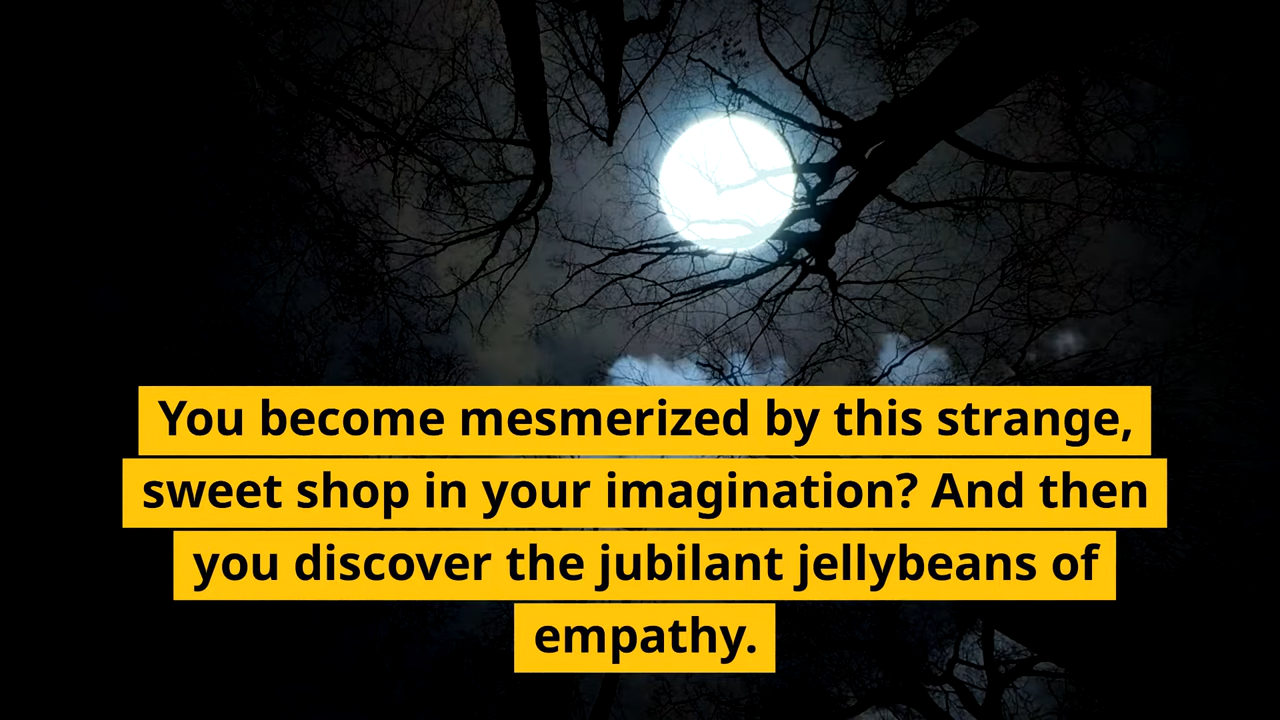 You become mesmerized by this strange,
sweet shop in your imagination? And then
you discover the jubilant jellybeans of
empathy.